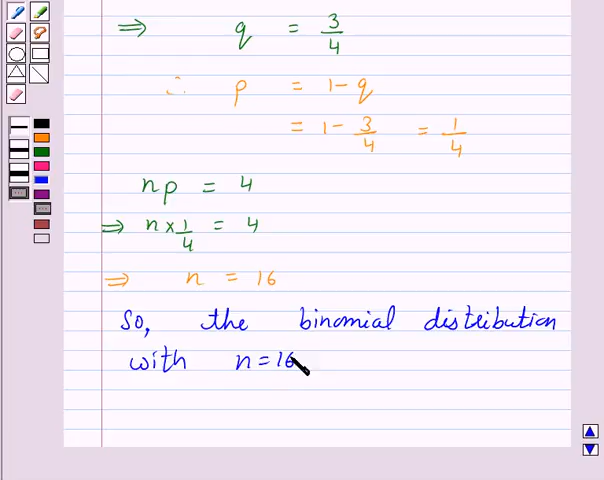 ⇒ q = 3/4
∴ p = 1 - q
= 1 - 3/4 = 1/4
np = 4
⇒ n × 1/4 = 4
⇒ n = 16
So, the binomial distribution
with n = 16